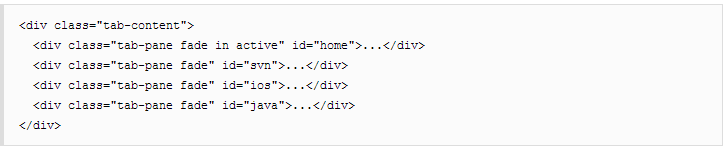 <div class="tab-content">
  <div class="tab-pane fade in active" id="home">...</div>
  <div class="tab-pane fade" id="svn">...</div>
  <div class="tab-pane fade" id="ios">...</div>
  <div class="tab-pane fade" id="java">...</div>
</div>